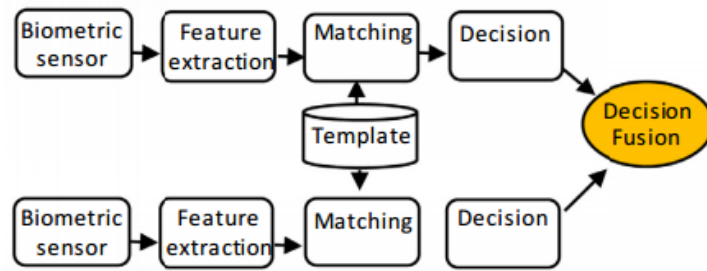 Biometric
sensor
Feature
extraction
Matching
Decision
Template
Decision
Fusion
Biometric
sensor
Feature
extraction
Matching
Decision